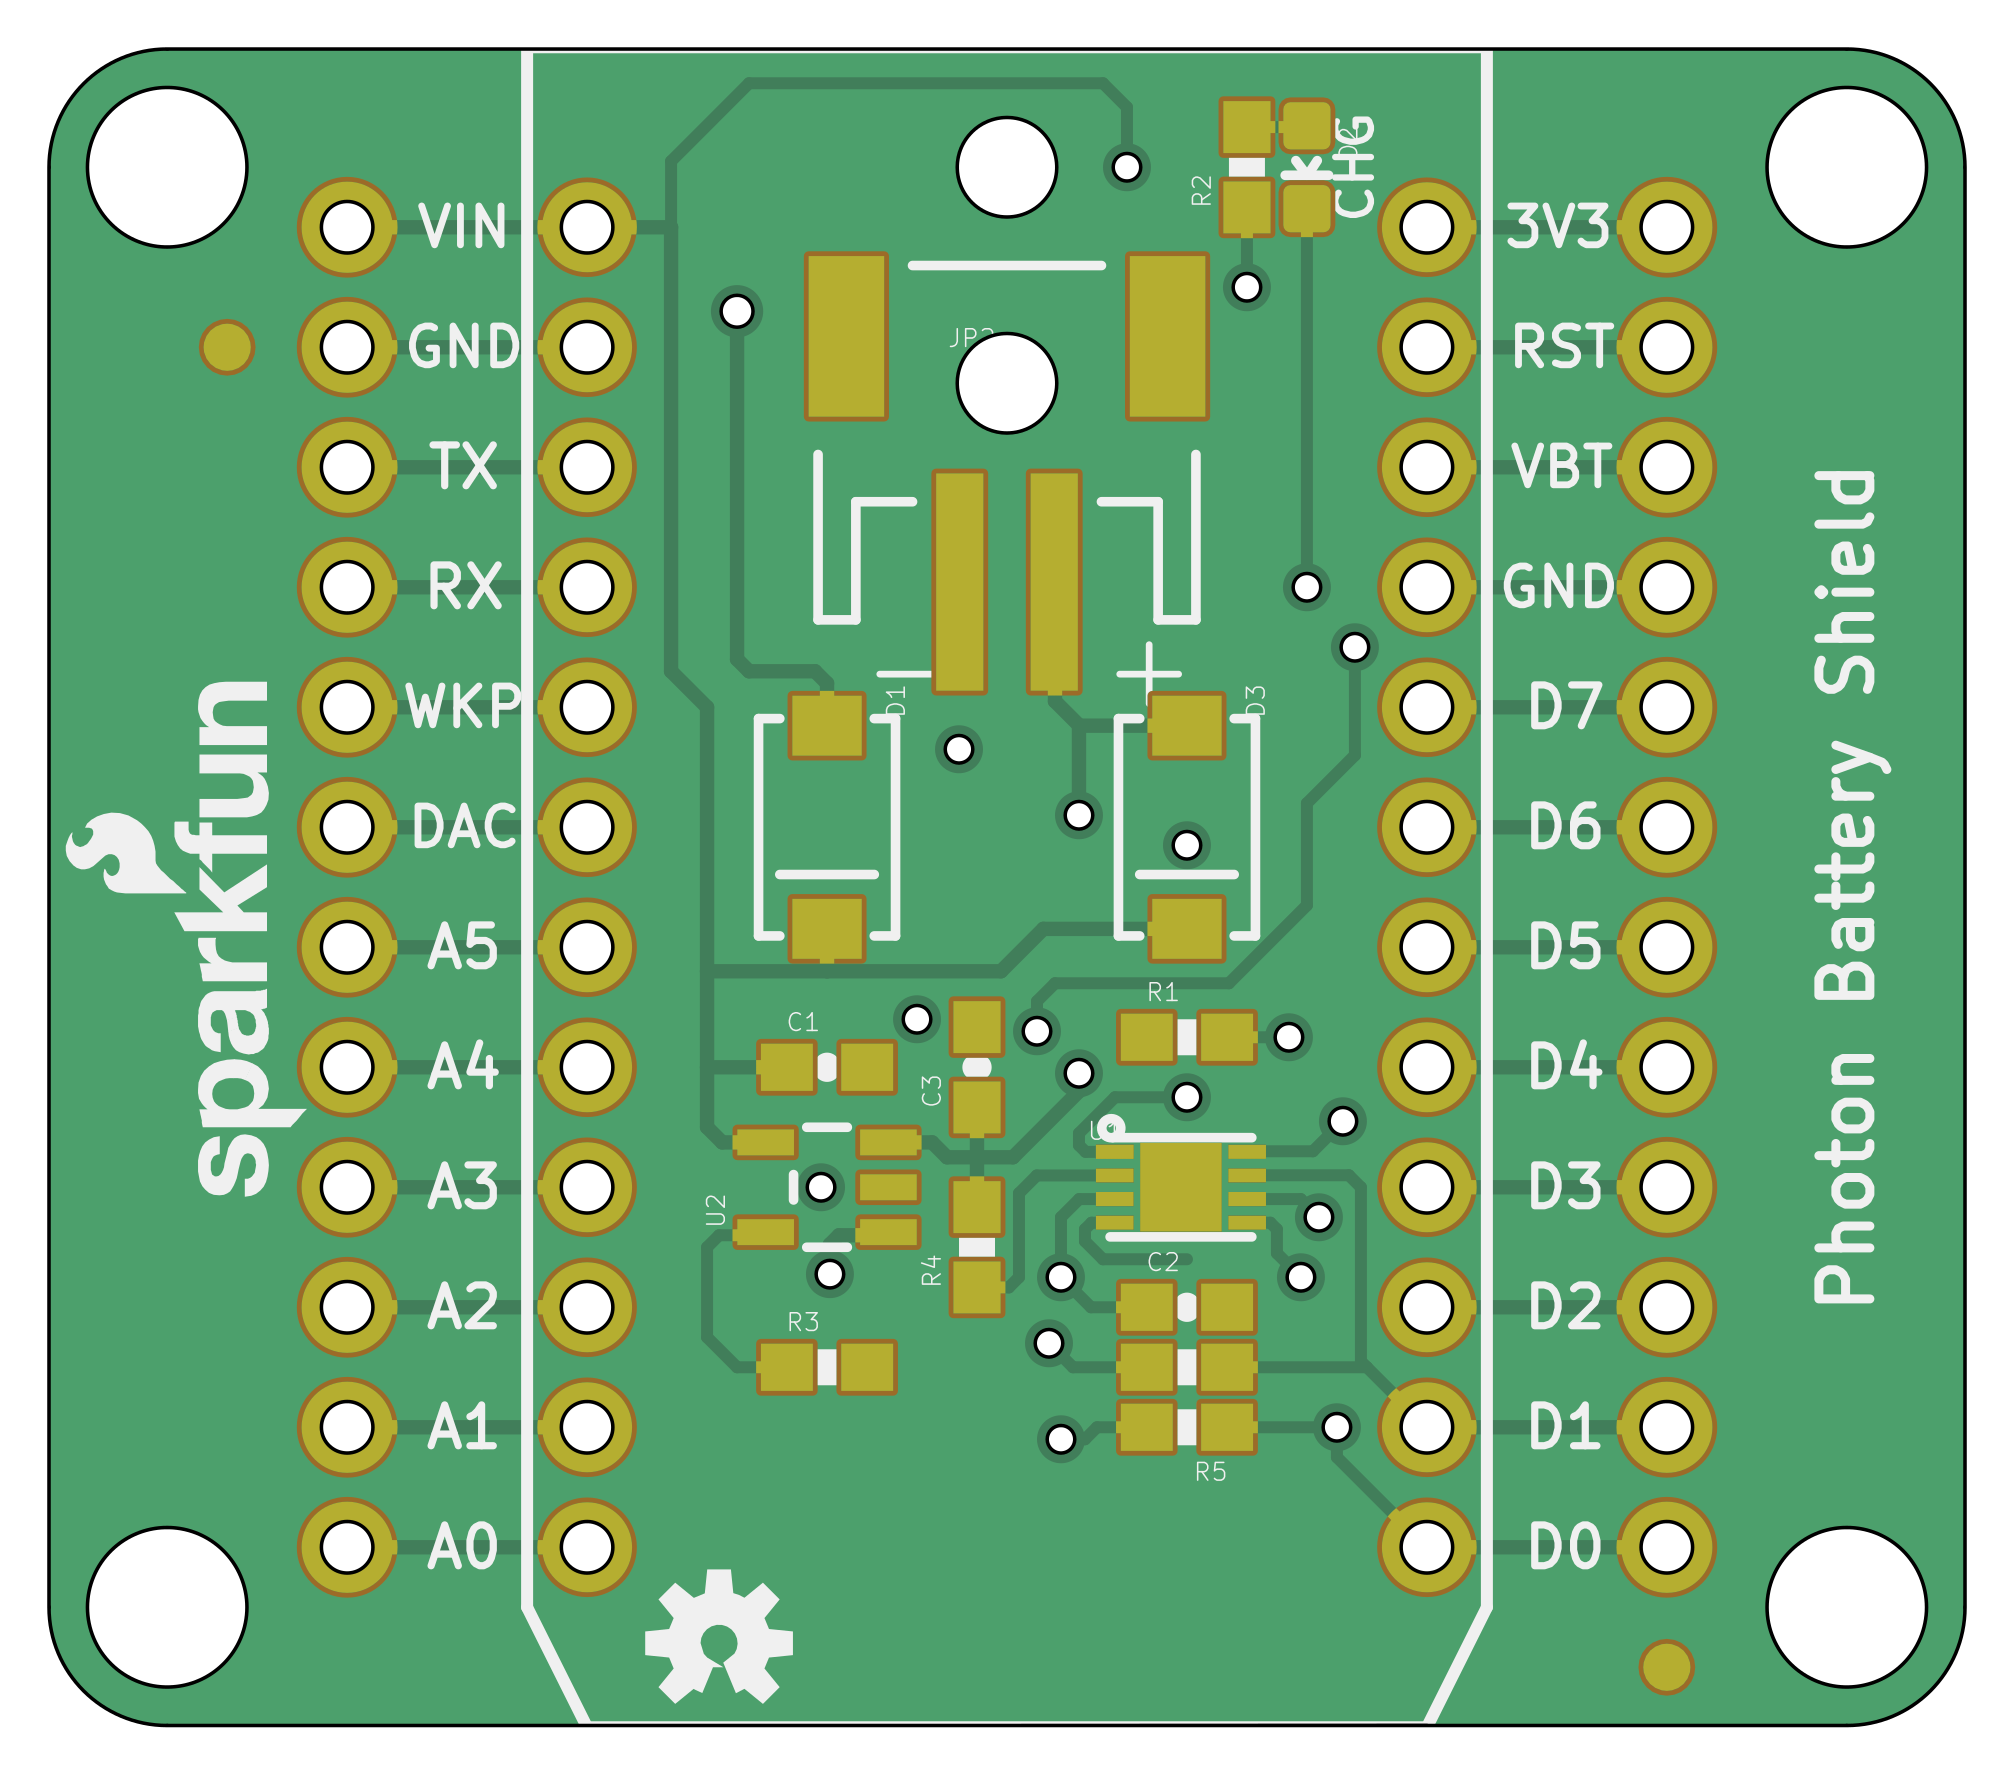 CHG
D2
R2
VIN
3V3
GND
RST
JP2
TX
VBT
RX
GND
WKP
D1
D3
D7
DAC
D6
A5
D5
R1
C1
A4
D4
C3
U1
A3
D3
U2
C2
R4
A2
D2
R3
A1
D1
R5
A0
D0
sparkfun
Photon Battery Shield